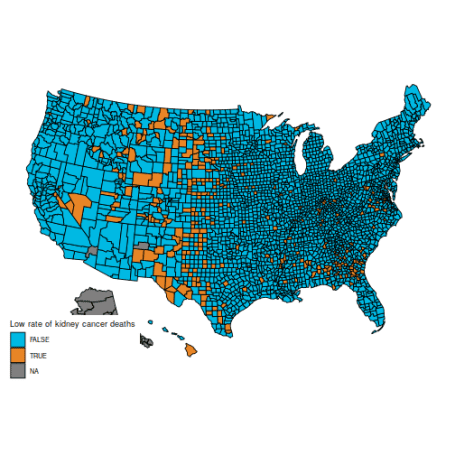 Low rate of kidney cancer deaths
FALSE
TRUE
NA